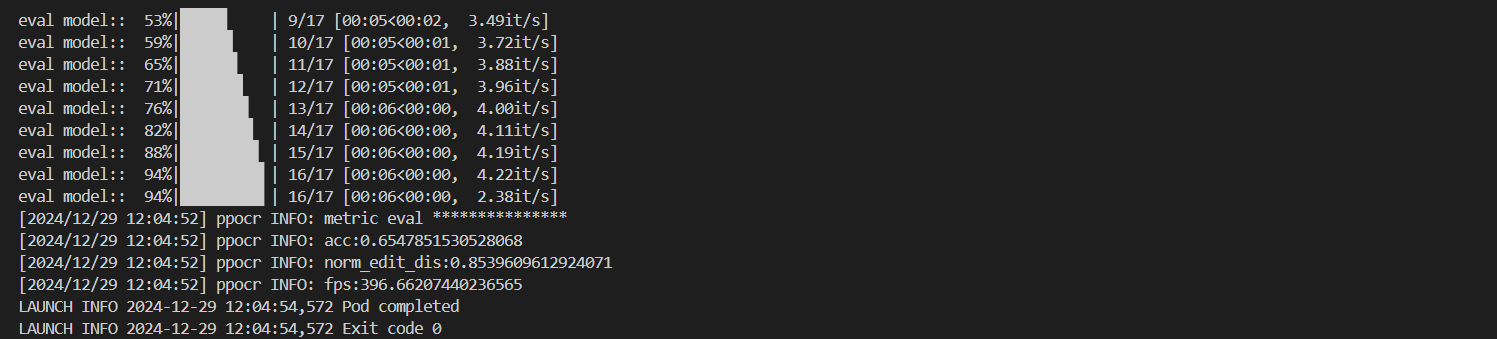 eval model::  53%|█████▎    | 9/17 [00:05<00:02,  3.49it/s]
eval model::  59%|█████▉    | 10/17 [00:05<00:01,  3.72it/s]
eval model::  65%|██████▍   | 11/17 [00:05<00:01,  3.88it/s]
eval model::  71%|███████   | 12/17 [00:05<00:01,  3.96it/s]
eval model::  76%|███████▋  | 13/17 [00:06<00:00,  4.00it/s]
eval model::  82%|████████▏ | 14/17 [00:06<00:00,  4.11it/s]
eval model::  88%|████████▊ | 15/17 [00:06<00:00,  4.19it/s]
eval model::  94%|█████████▍| 16/17 [00:06<00:00,  4.22it/s]
eval model::  94%|█████████▍| 16/17 [00:06<00:00,  2.38it/s]
[2024/12/29 12:04:52] ppocr INFO: metric eval ***************
[2024/12/29 12:04:52] ppocr INFO: acc:0.6547851530528068
[2024/12/29 12:04:52] ppocr INFO: norm_edit_dis:0.8539609612924071
[2024/12/29 12:04:52] ppocr INFO: fps:396.66207440236565
LAUNCH INFO 2024-12-29 12:04:54,572 Pod completed
LAUNCH INFO 2024-12-29 12:04:54,572 Exit code 0